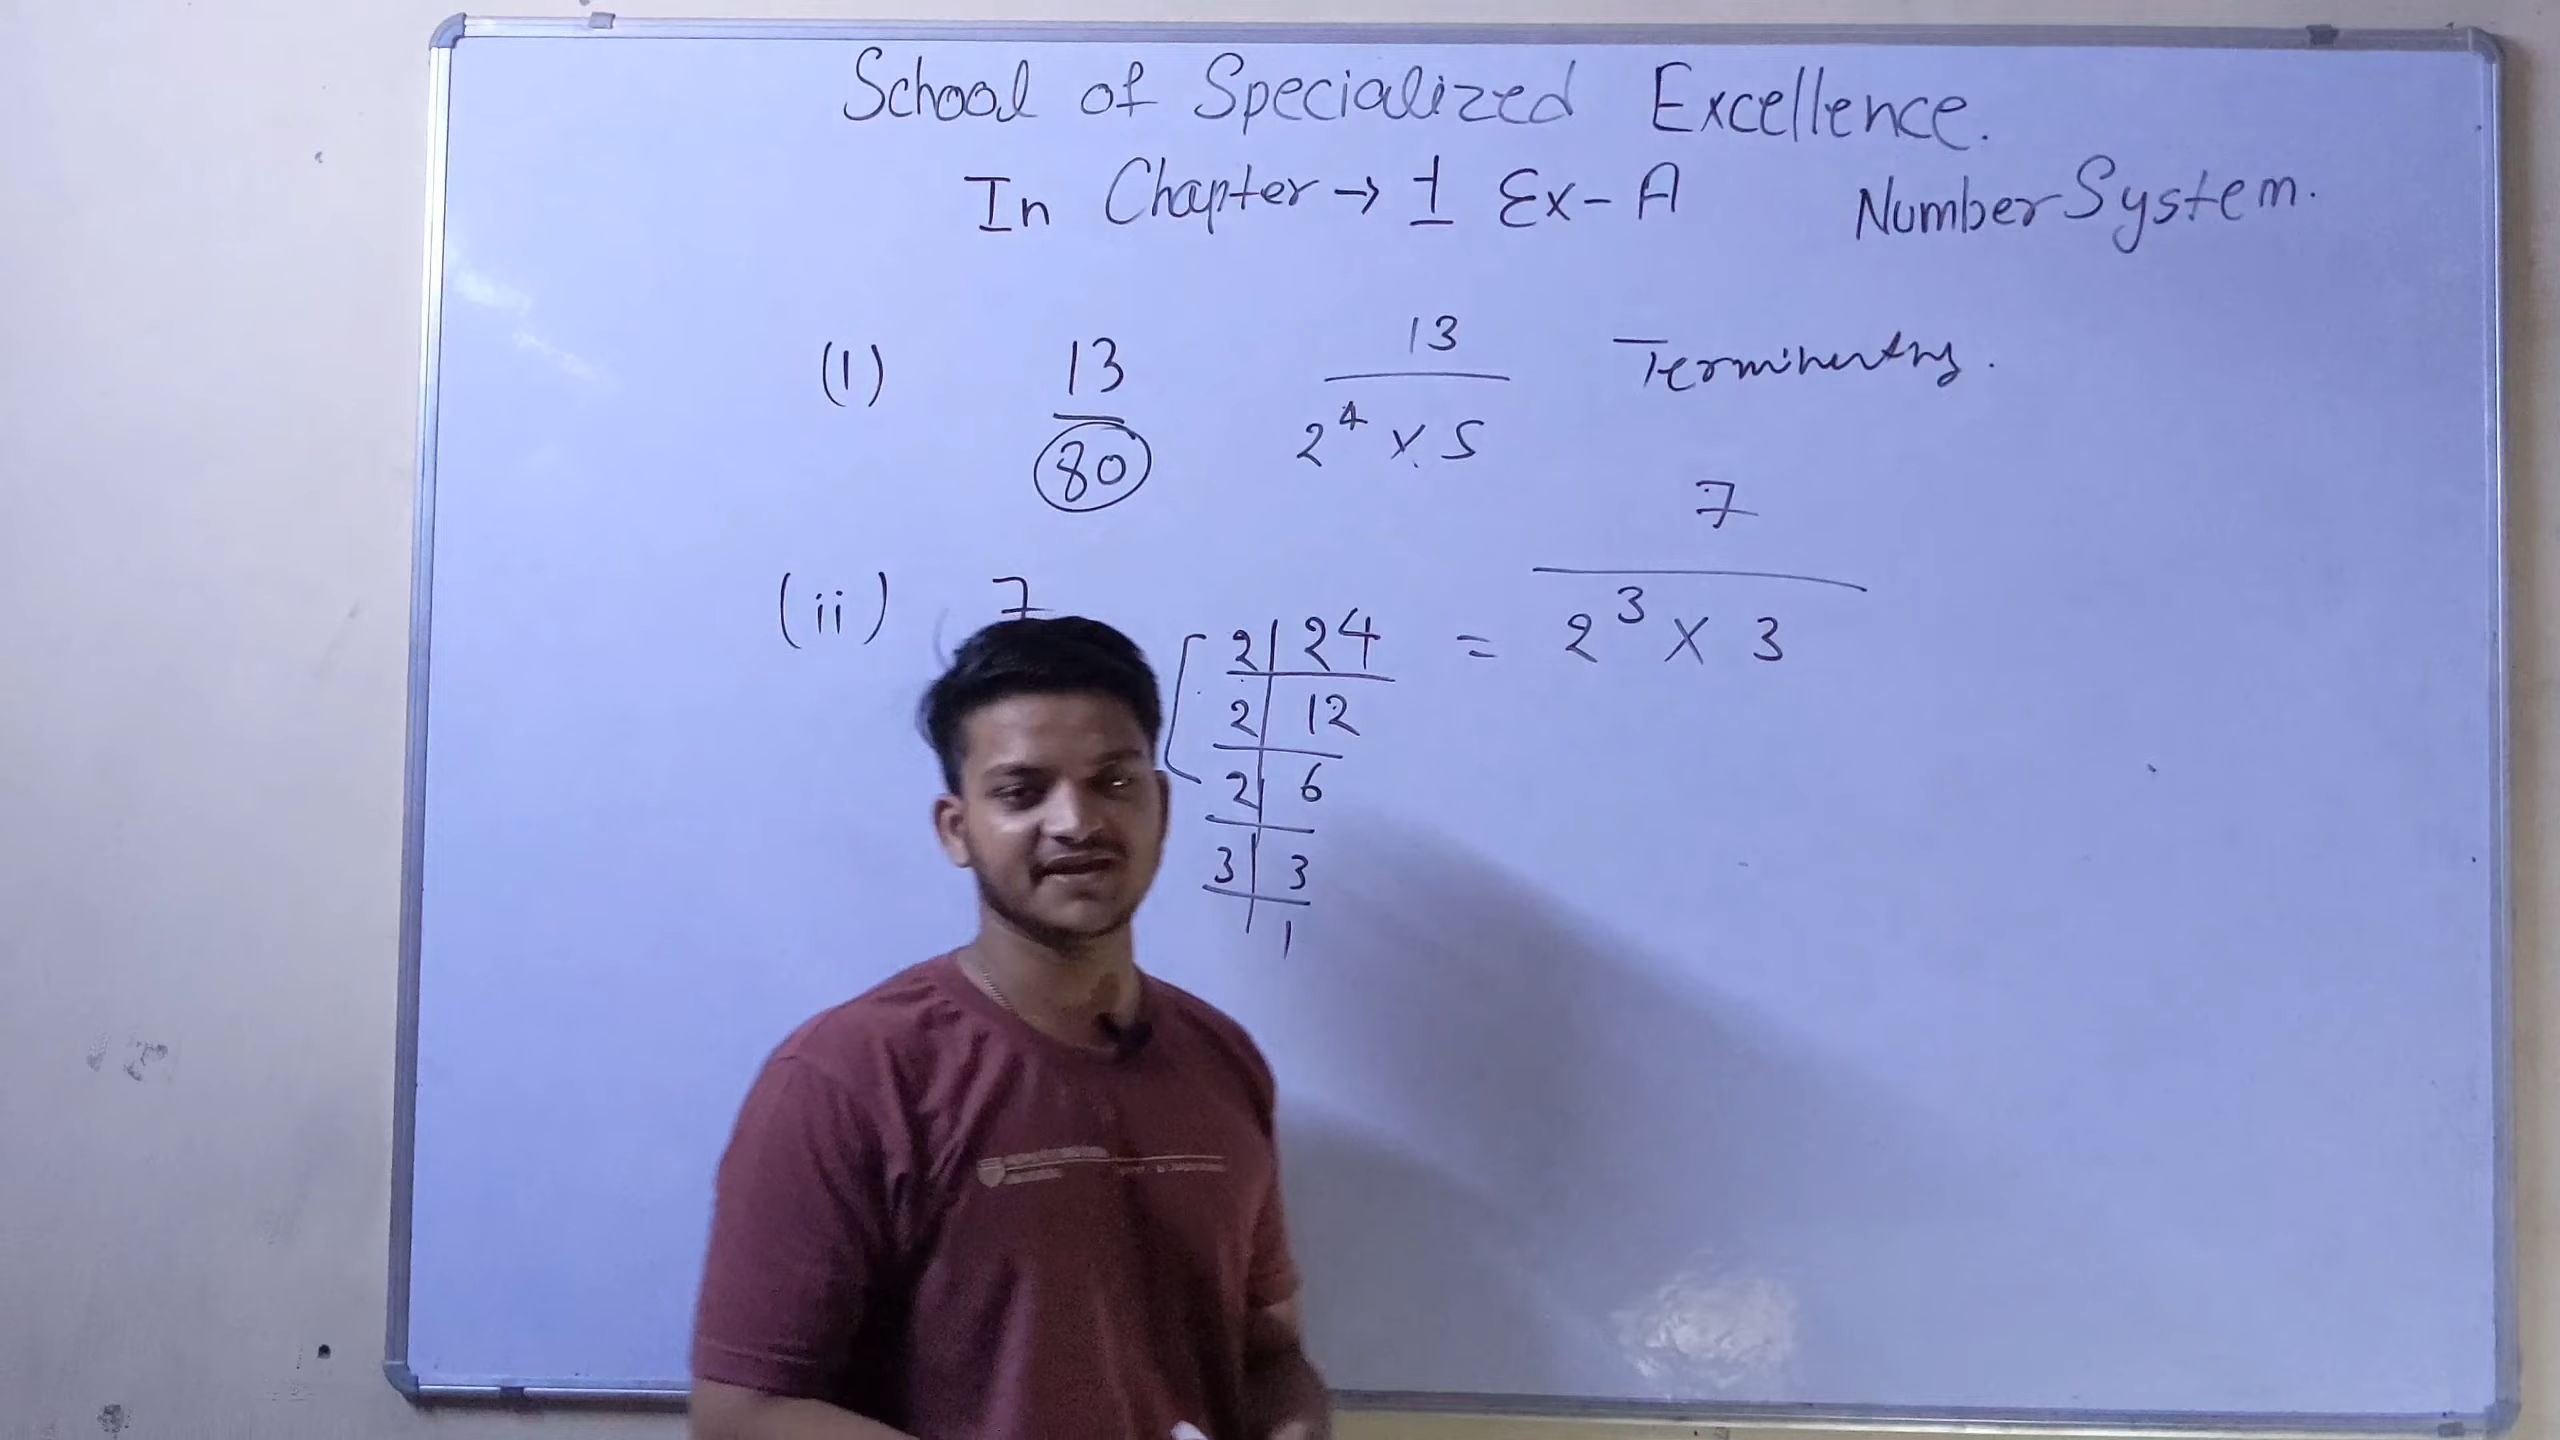 School of Specialized Excellence.
In Chapter → 1 Ex - A Number System.
(1) 13/80 13/2⁴ × 5
(ii) 7
2 | 24 = 7/2³ × 3
2 | 12
2 | 6
3 | 3
1